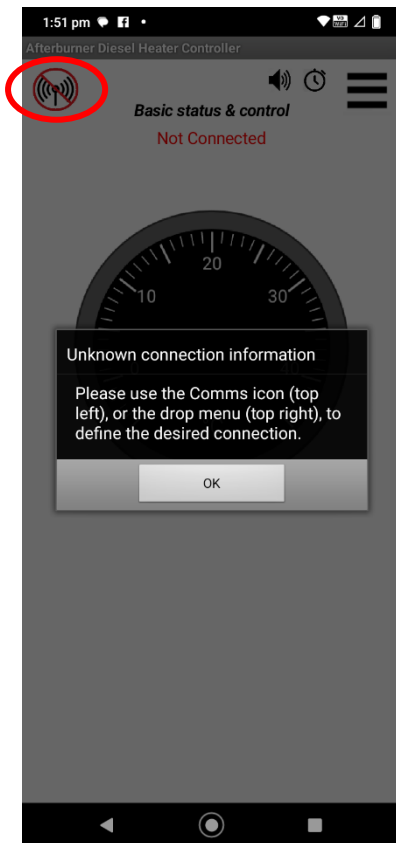 1:51 pm
Afterburner Diesel Heater Controller
Basic status & control
Not Connected
20
10 30
Unknown connection information
Please use the Comms icon (top
left), or the drop menu (top right), to
define the desired connection.
OK